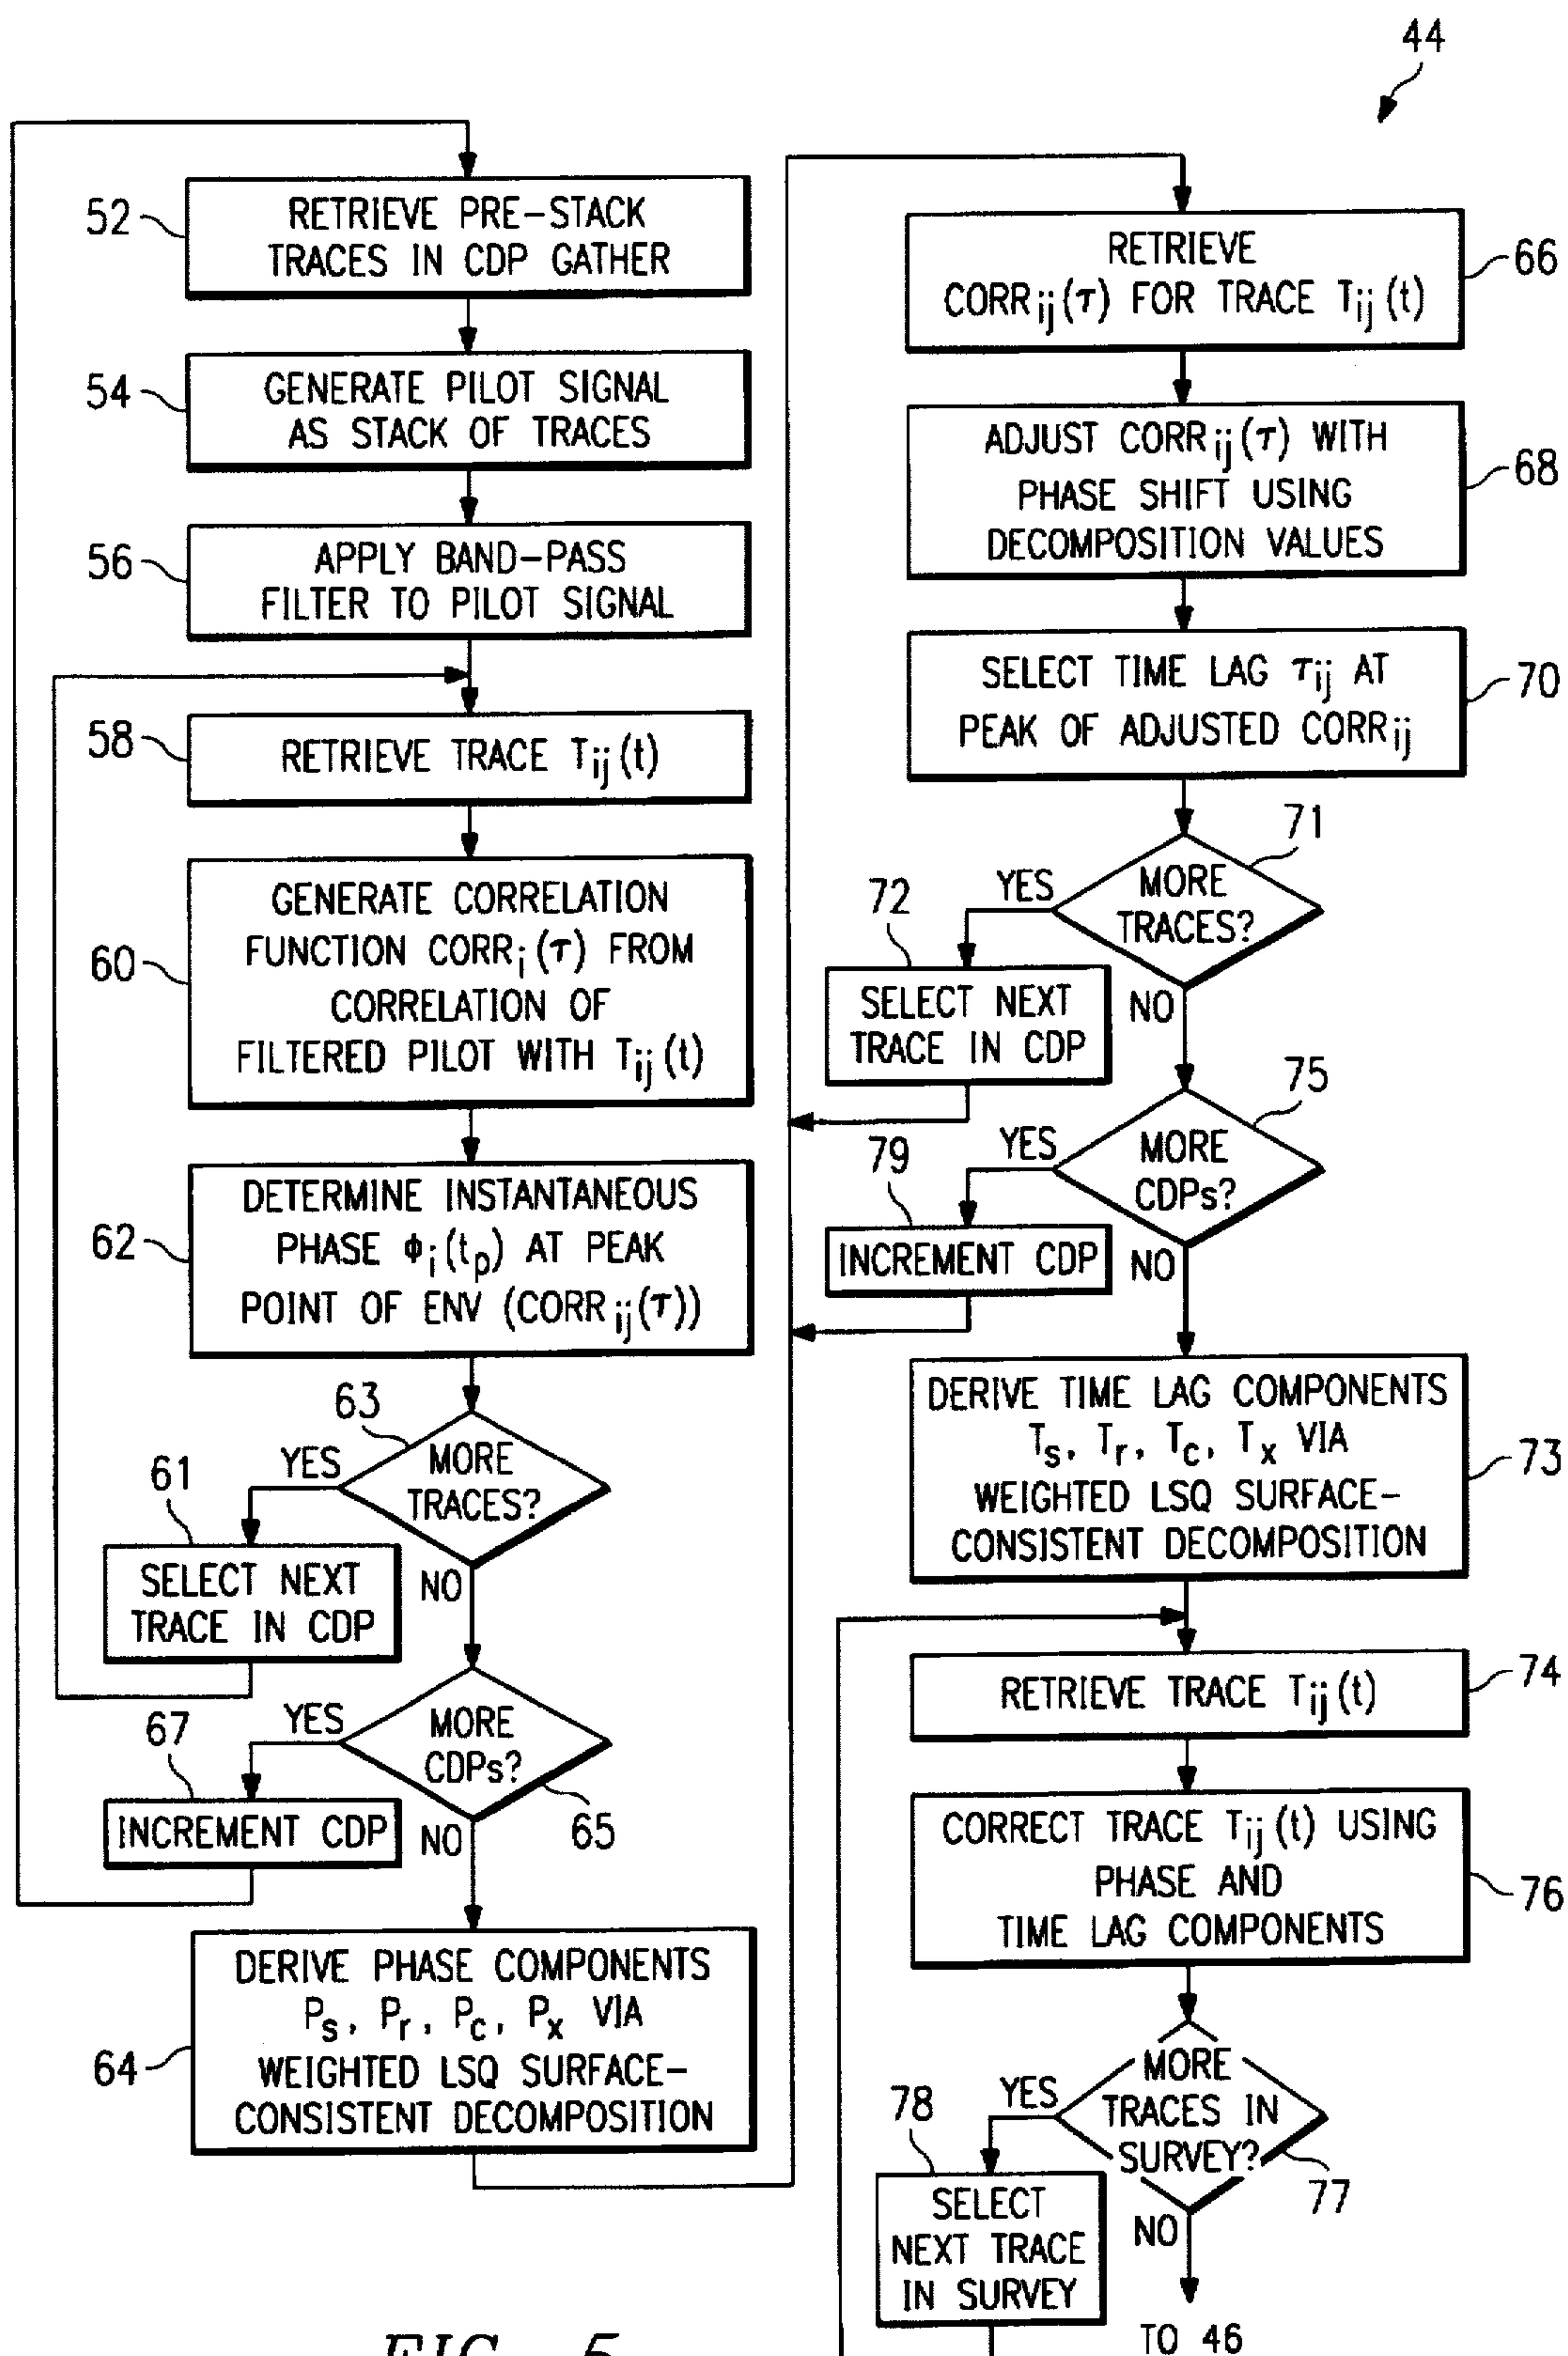 44
52
RETRIEVE PRE-STACK
TRACES IN CDP GATHER
54
GENERATE PILOT SIGNAL
AS STACK OF TRACES
56
APPLY BAND-PASS
FILTER TO PILOT SIGNAL
58
RETRIEVE TRACE Tij(t)
60
GENERATE CORRELATION
FUNCTION CORRi(τ) FROM
CORRELATION OF
FILTERED PILOT WITH Tij(t)
62
DETERMINE INSTANTANEOUS
PHASE ϕi(tp) AT PEAK
POINT OF ENV (CORRij(τ))
63
MORE
TRACES?
YES
NO
61
SELECT NEXT
TRACE IN CDP
65
MORE
CDPs?
YES
NO
67
INCREMENT CDP
64
DERIVE PHASE COMPONENTS
Ps, Pr, Pc, Px VIA
WEIGHTED LSQ SURFACE-
CONSISTENT DECOMPOSITION
66
RETRIEVE
CORRij(τ) FOR TRACE Tij(t)
68
ADJUST CORRij(τ) WITH
PHASE SHIFT USING
DECOMPOSITION VALUES
70
SELECT TIME LAG τij AT
PEAK OF ADJUSTED CORRij
71
MORE
TRACES?
YES
NO
72
SELECT NEXT
TRACE IN CDP
75
MORE
CDPs?
YES
NO
79
INCREMENT CDP
73
DERIVE TIME LAG COMPONENTS
Ts, Tr, Tc, Tx VIA
WEIGHTED LSQ SURFACE-
CONSISTENT DECOMPOSITION
74
RETRIEVE TRACE Tij(t)
76
CORRECT TRACE Tij(t) USING
PHASE AND
TIME LAG COMPONENTS
77
MORE
TRACES IN
SURVEY?
YES
NO
78
SELECT
NEXT TRACE
IN SURVEY
TO 46
FIG. 5